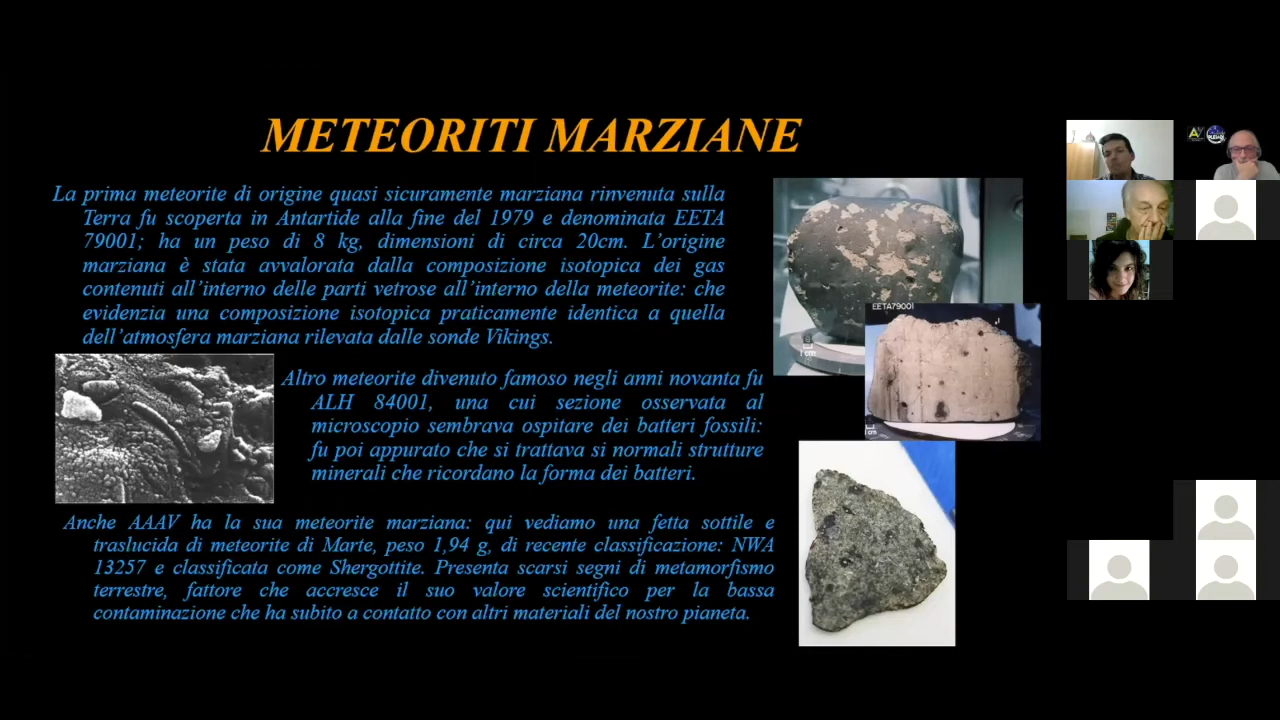 METEORITI MARZIANE
La prima meteorite di origine quasi sicuramente marziana rinvenuta sulla
Terra fu scoperta in Antartide alla fine del 1979 e denominata EETA
79001; ha un peso di 8 kg, dimensioni di circa 20cm. L’origine
marziana è stata avvalorata dalla composizione isotopica dei gas
contenuti all’interno delle parti vetrose all’interno della meteorite: che
evidenzia una composizione isotopica praticamente identica a quella
dell’atmosfera marziana rilevata dalle sonde Vikings.
1 cm
EETA79001
1 cm
Altro meteorite divenuto famoso negli anni novanta fu
ALH 84001, una cui sezione osservata al
microscopio sembrava ospitare dei batteri fossili:
fu poi appurato che si trattava si normali strutture
minerali che ricordano la forma dei batteri.
Anche AAAV ha la sua meteorite marziana: qui vediamo una fetta sottile e
traslucida di meteorite di Marte, peso 1,94 g, di recente classificazione: NWA
13257 e classificata come Shergottite. Presenta scarsi segni di metamorfismo
terrestre, fattore che accresce il suo valore scientifico per la bassa
contaminazione che ha subito a contatto con altri materiali del nostro pianeta.